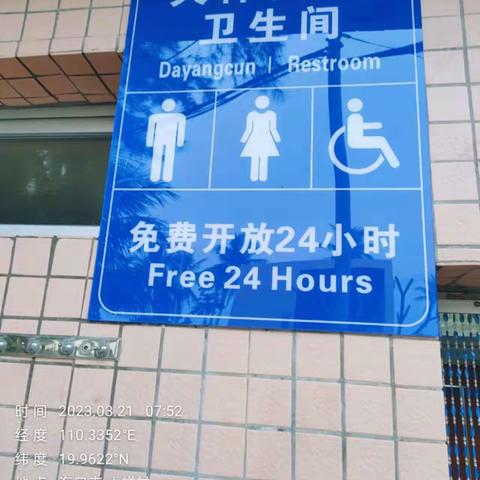 卫生间
Dayangcun | Restroom
免费开放24小时
Free 24 Hours
时间 2023.03.21 07:52
经度 110.3352°E
纬度 19.9622°N